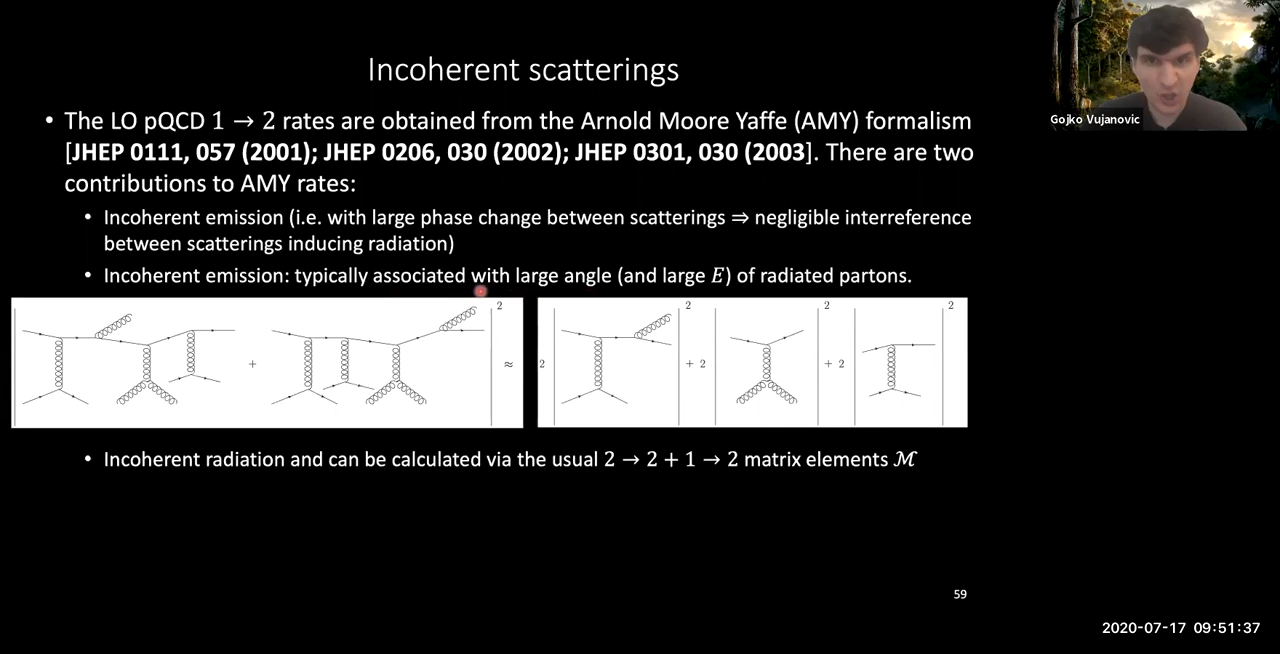 Incoherent scatterings
• The LO pQCD 1 → 2 rates are obtained from the Arnold Moore Yaffe (AMY) formalism
[JHEP 0111, 057 (2001); JHEP 0206, 030 (2002); JHEP 0301, 030 (2003]. There are two
contributions to AMY rates:
• Incoherent emission (i.e. with large phase change between scatterings ⇒ negligible interreference
between scatterings inducing radiation)
• Incoherent emission: typically associated with large angle (and large E) of radiated partons.
+ 2 ≈ 2 2 + 2 2 + 2 2
• Incoherent radiation and can be calculated via the usual 2 → 2 + 1 → 2 matrix elements ℳ
59
Gojko Vujanovic
2020-07-17 09:51:37